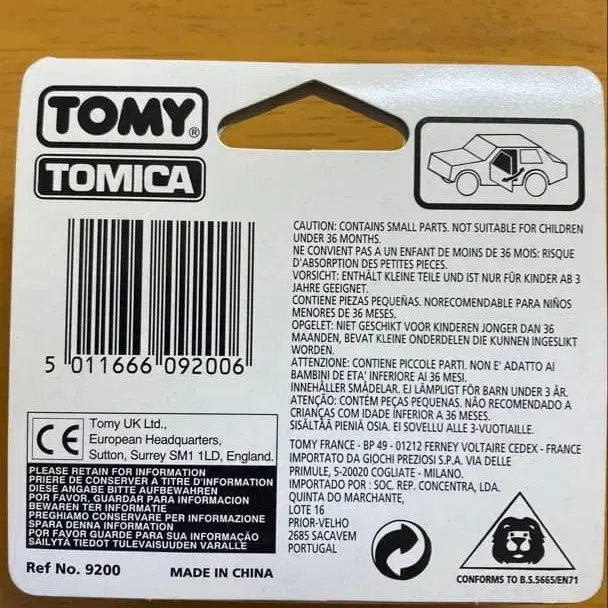 TOMY®
TOMICA
CAUTION: CONTAINS SMALL PARTS. NOT SUITABLE FOR CHILDREN
UNDER 36 MONTHS.
NE CONVIENT PAS A UN ENFANT DE MOINS DE 36 MOIS: RISQUE
D'ABSORPTION DES PETITES PIECES.
VORSICHT: ENTHÄLT KLEINE TEILE UND IST NUR FÜR KINDER AB 3
JAHRE GEEIGNET.
CONTIENE PIEZAS PEQUEÑAS. NORECOMENDABLE PARA NIÑOS
MENORES DE 36 MESES.
OPGELET: NIET GESCHIKT VOOR KINDEREN JONGER DAN 36
MAANDEN, BEVAT KLEINE ONDERDELEN DIE KUNNEN INGESLIKT
WORDEN.
ATTENZIONE: CONTIENE PICCOLE PARTI. NON E' ADATTO AI
BAMBINI DE ETA' INFERIORE AI 36 MESI.
INNEHÅLLER SMÅDELAR. EJ LÄMPLIGT FÖR BARN UNDER 3 ÅR.
ATENÇÃO: CONTÉM PEÇAS PEQUENAS. NÃO RECOMENDADO A
CRIANÇAS COM IDADE INFERIOR A 36 MESES.
SISÄLTÄÄ PIENIÄ OSIA. EI SOVELLU ALLE 3-VUOTIAILLE.
5 011666 092006
CE
Tomy UK Ltd.,
European Headquarters,
Sutton, Surrey SM1 1LD, England.
PLEASE RETAIN FOR INFORMATION
PRIERE DE CONSERVER A TITRE D'INFORMATION
DIESE ANGABE BITTE AUFBEWAHREN
POR FAVOR, GUARDAR PARA INFORMACION
BEWAREN TER INFORMATIE
PREGHIAMO CONSERVARE PER INFORMAZIONE
SPARA DENNA INFORMATION
POR FAVOR GUARDE PARA SUA INFORMAÇÃO
SÄILYTÄ TIEDOT TULEVAISUUDEN VARALLE
Ref No. 9200 MADE IN CHINA
TOMY FRANCE - BP 49 - 01212 FERNEY VOLTAIRE CEDEX - FRANCE
IMPORTATO DA GIOCHI PREZIOSI S.P.A. VIA DELLE
PRIMULE, 5-20020 COGLIATE - MILANO.
IMPORTADO POR : SOC. REP. CONCENTRA, LDA.
QUINTA DO MARCHANTE,
LOTE 16
PRIOR-VELHO
2685 SACAVEM
PORTUGAL
CONFORMS TO B.S.5665/EN71